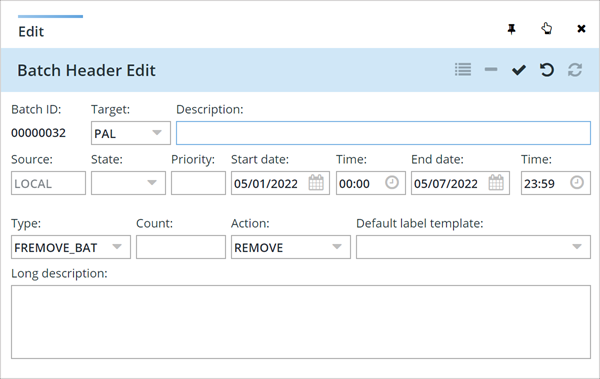 Edit
Batch Header Edit
Batch ID: Target: Description:
00000032 PAL
Source: State: Priority: Start date: Time: End date: Time:
LOCAL 05/01/2022 00:00 05/07/2022 23:59
Type: Count: Action: Default label template:
FREMOVE_BAT REMOVE
Long description: